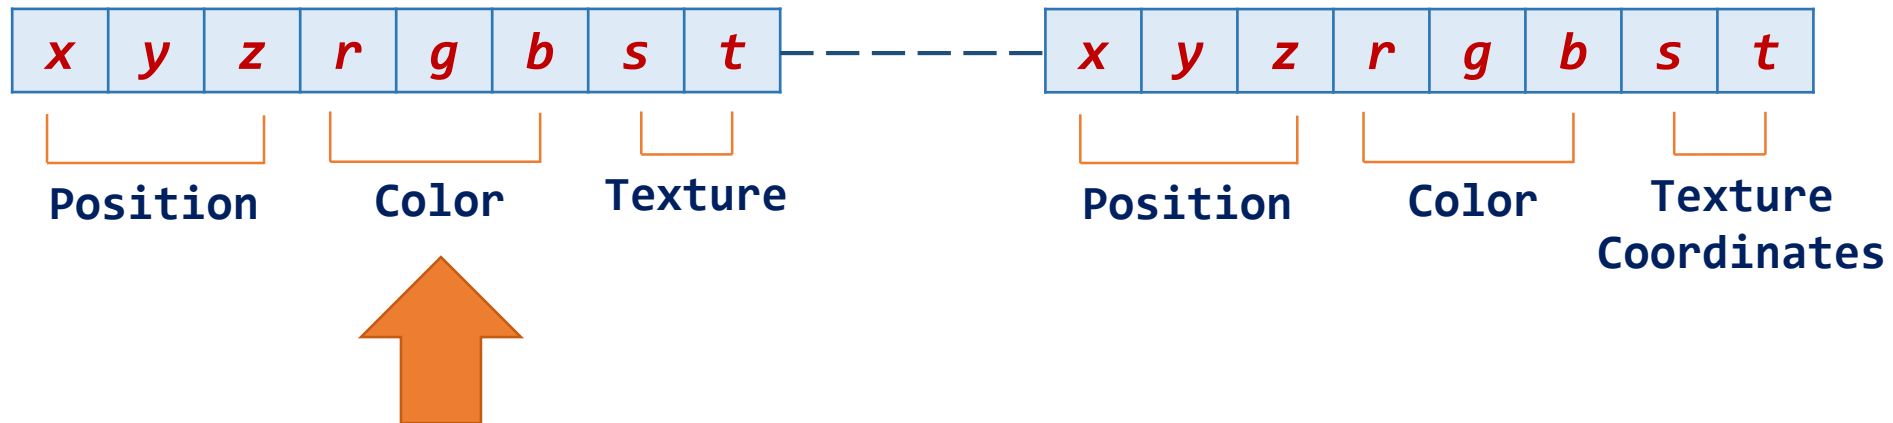 x y z r g b s t x y z r g b s t
Position Color Texture Position Color Texture
Coordinates